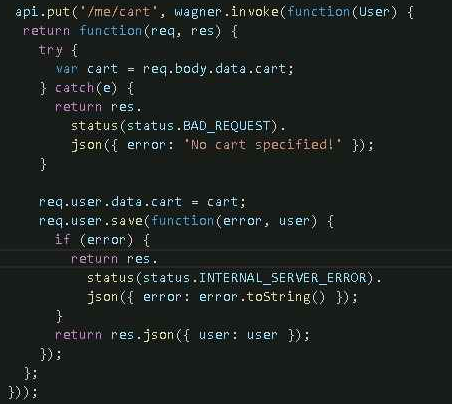 api.put('/me/cart', wagner.invoke(function(User) {
return function(req, res) {
try {
var cart = req.body.data.cart;
} catch(e) {
return res.
status(status.BAD_REQUEST).
json({ error: 'No cart specified!' });
}
req.user.data.cart = cart;
req.user.save(function(error, user) {
if (error) {
return res.
status(status.INTERNAL_SERVER_ERROR).
json({ error: error.toString() });
}
return res.json({ user: user });
});
};
}));